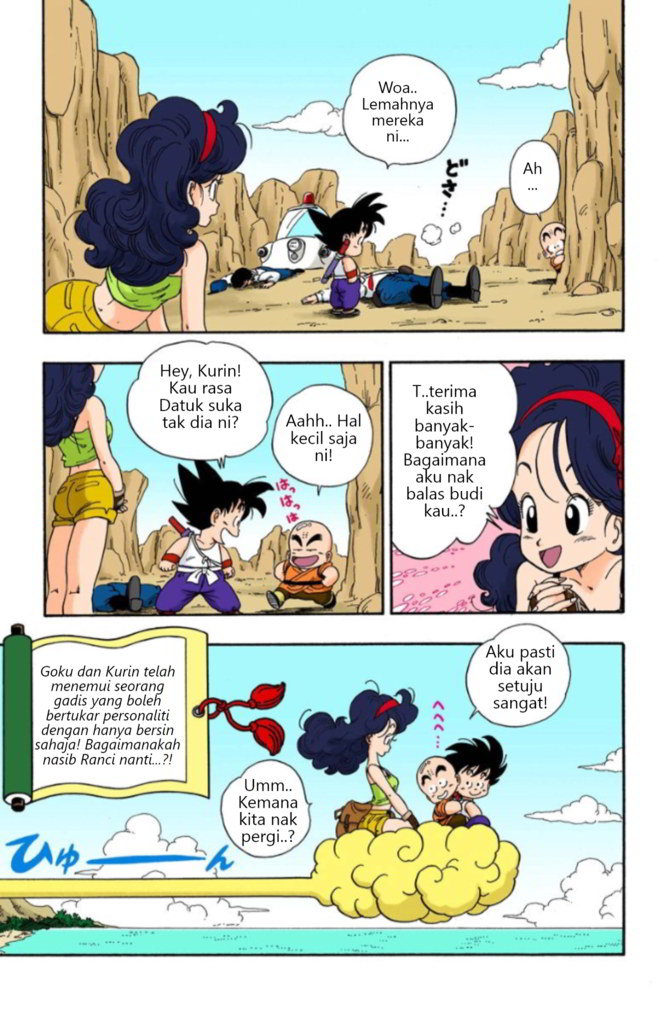 Woa..
Lemahnya
mereka
ni...
どさ…
Ah
...
Hey, Kurin!
Kau rasa
Datuk suka
tak dia ni?
Aahh.. Hal
kecil saja
ni!
はっはっは
T..terima
kasih
banyak-
banyak!
Bagaimana
aku nak
balas budi
kau..?
Goku dan Kurin telah
menemui seorang
gadis yang boleh
bertukar personaliti
dengan hanya bersin
sahaja! Bagaimanakah
nasib Ranci nanti...?!
Aku pasti
dia akan
setuju
sangat!
へへへ…
Umm..
Kemana
kita nak
pergi..?
ひゅーん